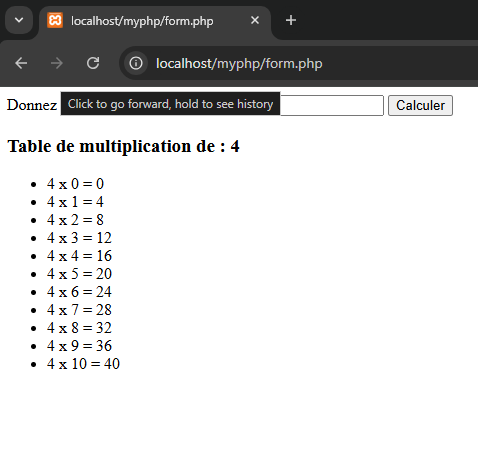 localhost/myphp/form.php
localhost/myphp/form.php
Donnez Click to go forward, hold to see history Calculer
Table de multiplication de : 4
4 x 0 = 0
4 x 1 = 4
4 x 2 = 8
4 x 3 = 12
4 x 4 = 16
4 x 5 = 20
4 x 6 = 24
4 x 7 = 28
4 x 8 = 32
4 x 9 = 36
4 x 10 = 40